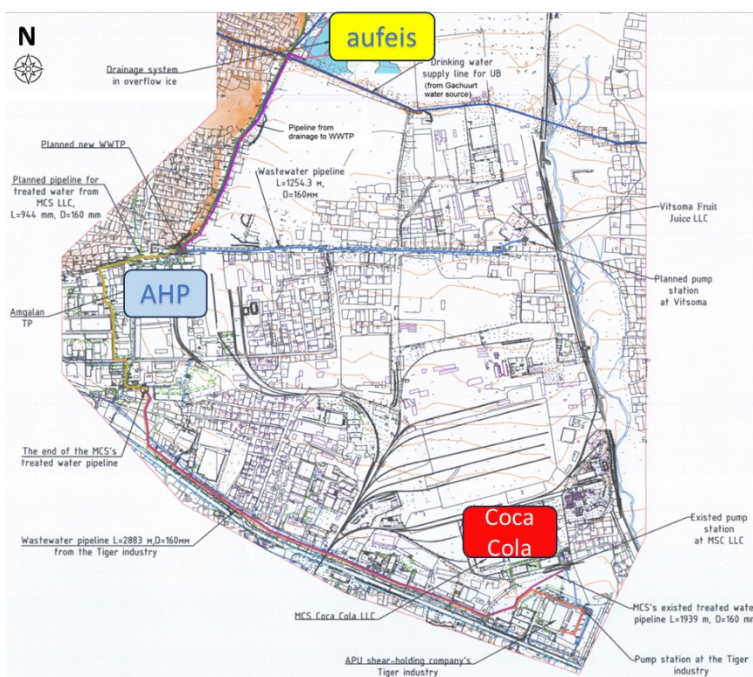 N
aufeis
Drainage system
in overflow ice
Drinking water
supply line for UB
(from Gachuurt
water source)
Planned new WWTP
Pipeline from
drainage to WWTP
Planned pipeline for
treated water from
MCS LLC,
L=944 mm, D=160 mm
Wastewater pipeline
L=1254.3 м,
D=160мм
Vitsoma Fruit
Juice LLC
AHP
Planned pump
station
at Vitsoma
Amgalan
TP
The end of the MCS's
treated water pipeline
Coca
Cola
Existed pump
station
at MSC LLC
Wastewater pipeline L=2883 м,D=160мм
from the Tiger industry
MCS Coca Cola LLC
MCS's existed treated water
pipeline L=1939 m, D=160 mm
APU shear-holding company's
Tiger industry
Pump station at the Tiger
industry